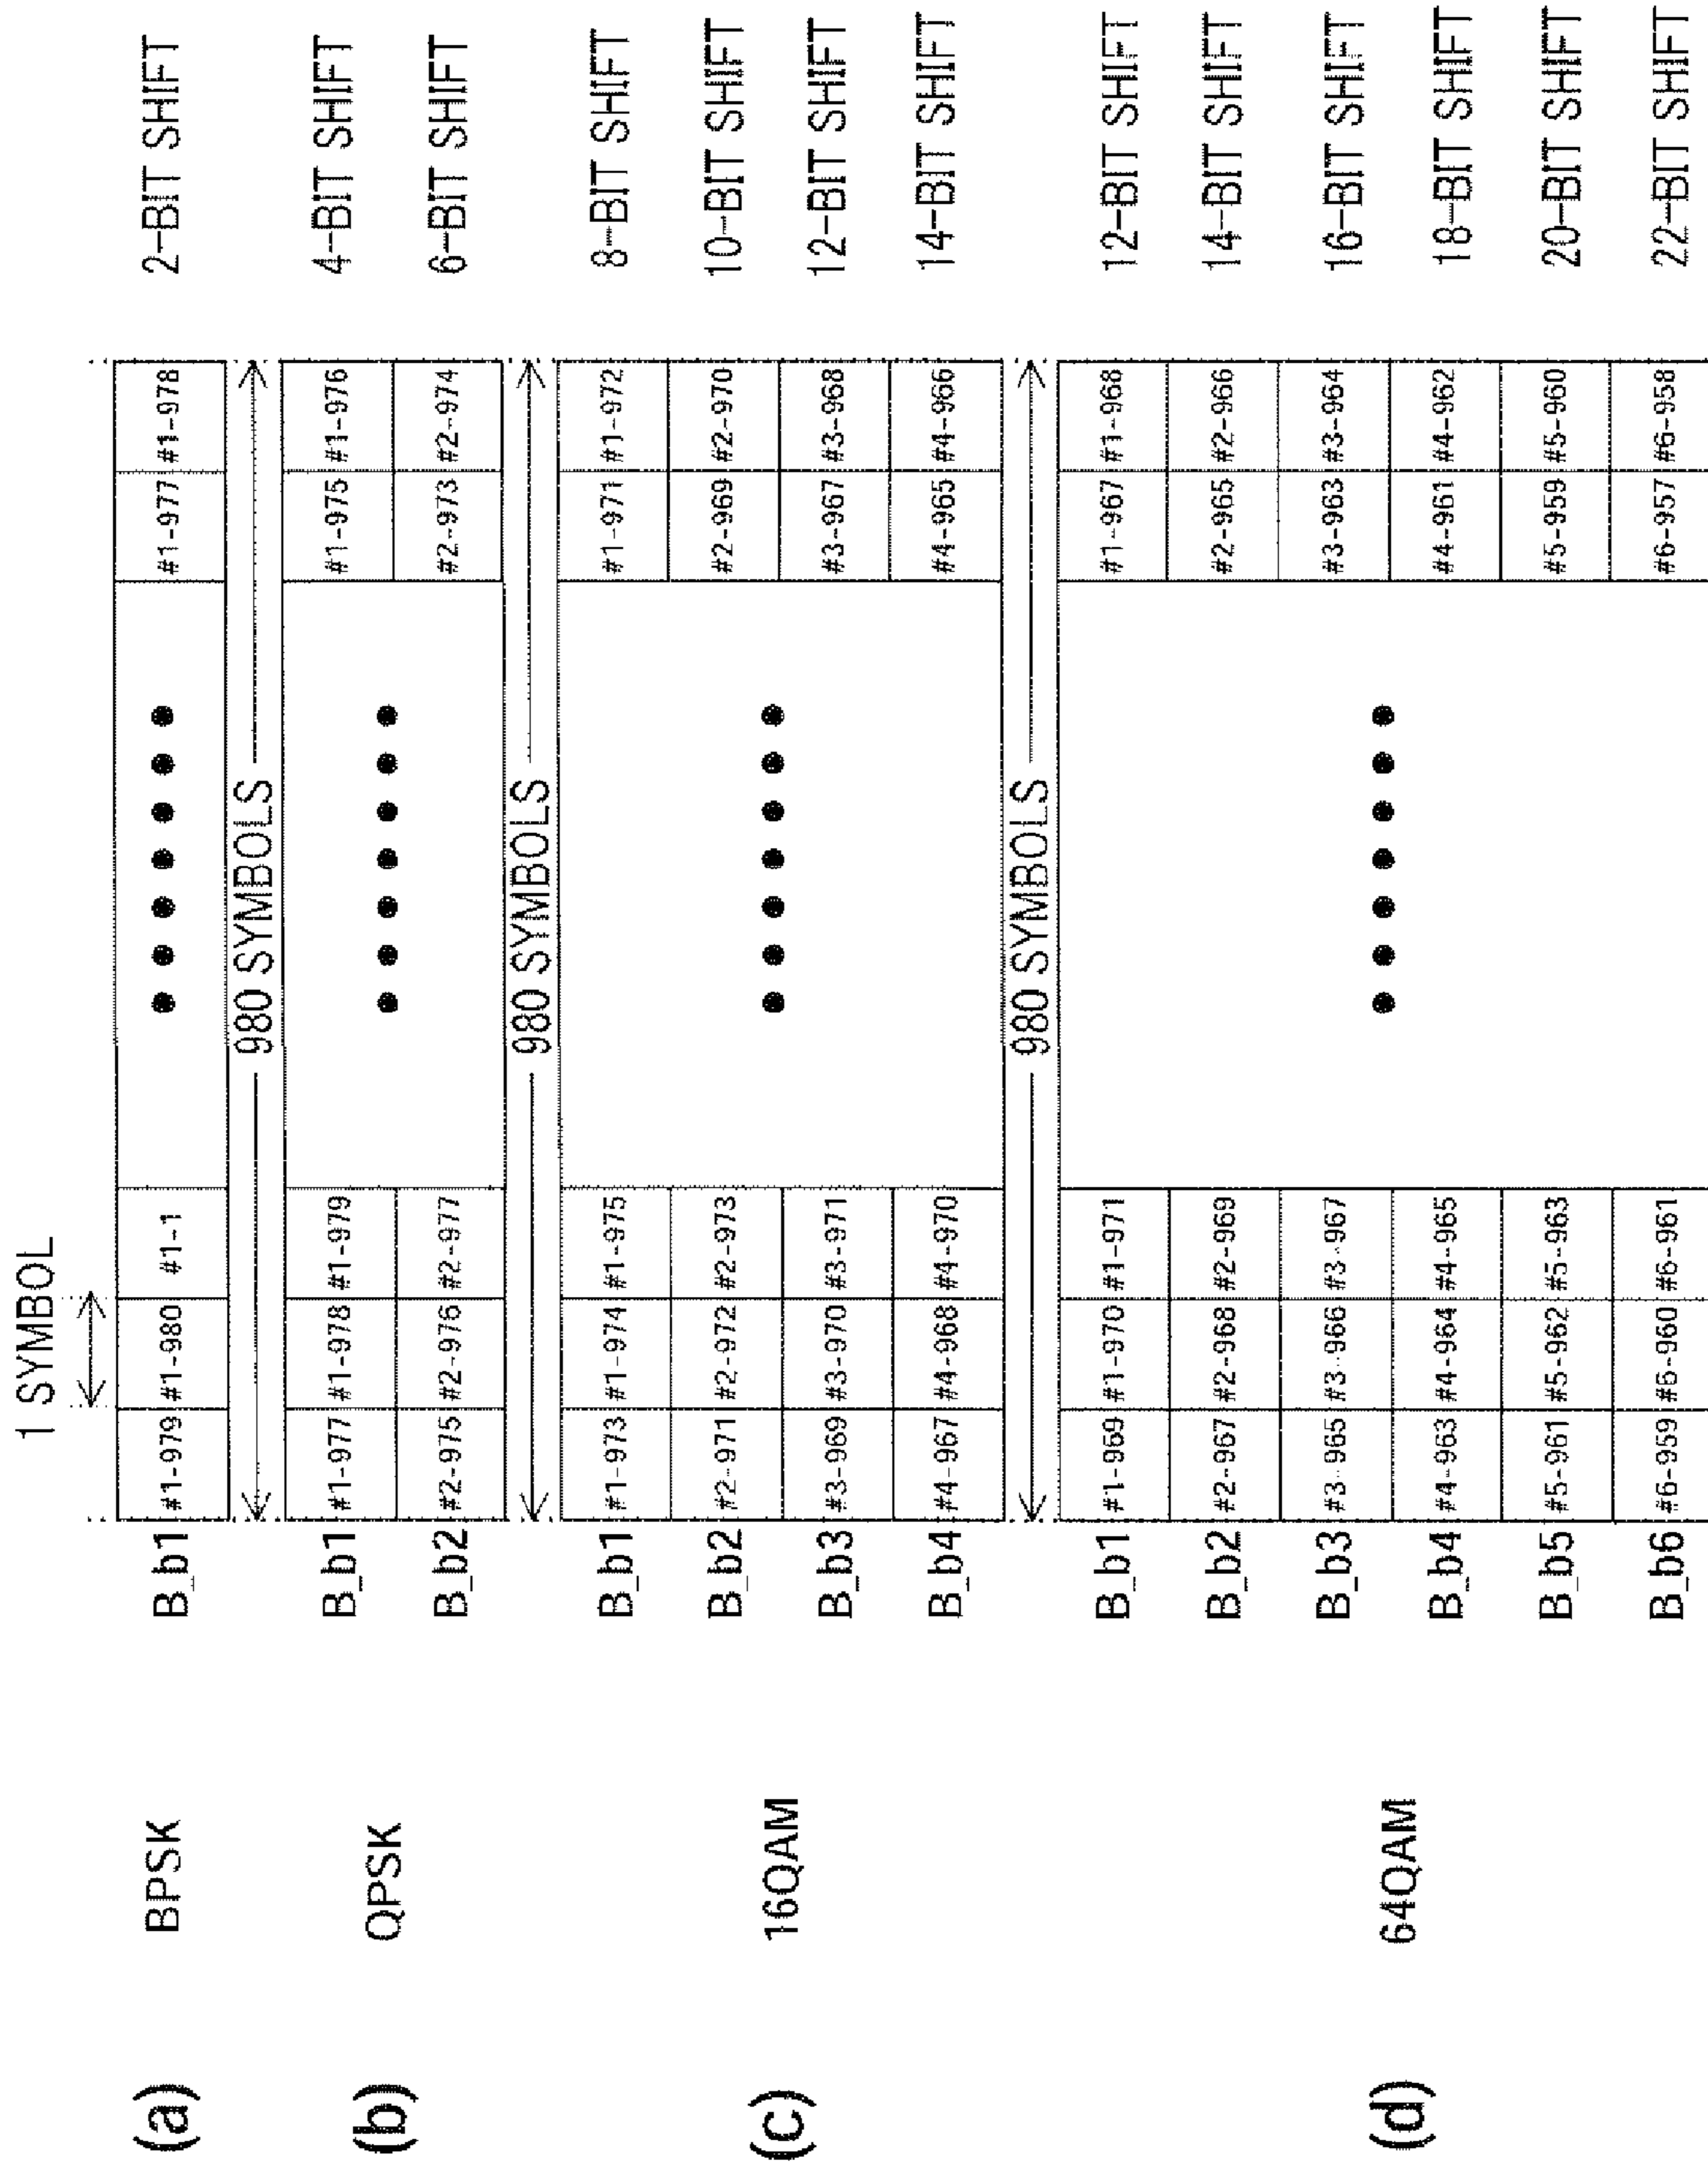 1 SYMBOL
(a) BPSK B_b1 #1-979 #1-980 #1-1 #1-977 #1-978 2-BIT SHIFT
980 SYMBOLS
(b) QPSK
B_b1 #1-977 #1-978 #1-979 #1-975 #1-976 4-BIT SHIFT
B_b2 #2-975 #2-976 #2-977 #2-973 #2-974 6-BIT SHIFT
980 SYMBOLS
(c) 16QAM
B_b1 #1-973 #1-974 #1-975 #1-971 #1-972 8-BIT SHIFT
B_b2 #2-971 #2-972 #2-973 #2-969 #2-970 10-BIT SHIFT
B_b3 #3-969 #3-970 #3-971 #3-967 #3-968 12-BIT SHIFT
B_b4 #4-967 #4-968 #4-970 #4-965 #4-966 14-BIT SHIFT
980 SYMBOLS
(d) 64QAM
B_b1 #1-969 #1-970 #1-971 #1-967 #1-968 12-BIT SHIFT
B_b2 #2-967 #2-968 #2-969 #2-965 #2-966 14-BIT SHIFT
B_b3 #3-965 #3-966 #3-967 #3-963 #3-964 16-BIT SHIFT
B_b4 #4-963 #4-964 #4-965 #4-961 #4-962 18-BIT SHIFT
B_b5 #5-961 #5-962 #5-963 #5-959 #5-960 20-BIT SHIFT
B_b6 #6-959 #6-960 #6-961 #6-957 #6-958 22-BIT SHIFT